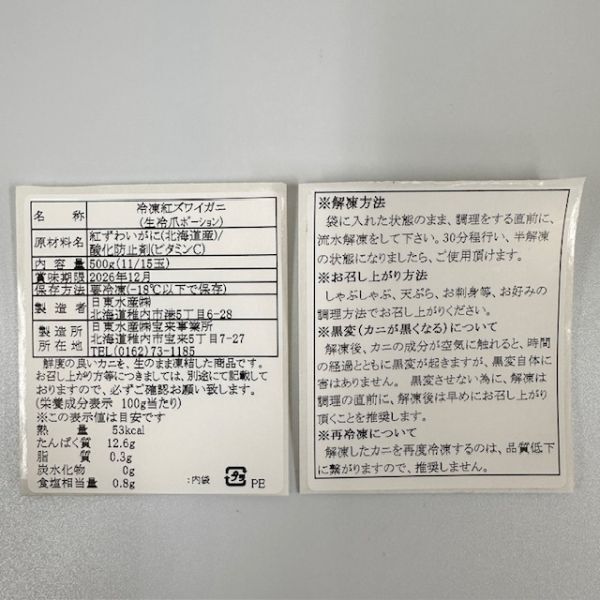 名称 冷凍紅ズワイガニ
(生冷爪ポーション)
原材料名 紅ずわいがに(北海道産)/
酸化防止剤(ビタミンC)
内容量 500g(11/15玉)
賞味期限 2026年12月
保存方法 要冷凍(-18℃以下で保存)
製造者 日東水産㈱
北海道稚内市港5丁目6-28
製造所所在地 日東水産㈱宝来事業所
北海道稚内市宝来5丁目7-27
TEL(0162)73-1185
鮮度の良いカニを、生のまま凍結した商品です。
お召し上がり方等につきましては、別途にて記載して
おりますので、必ずご確認お願い致します。
(栄養成分表示 100g当たり)
※この表示値は目安です
熱量 53kcal
たんぱく質 12.6g
脂質 0.3g
炭水化物 0g
食塩相当量 0.8g
:内袋 プラ PE
※解凍方法
袋に入れた状態のまま、調理をする直前に、
流水解凍をして下さい。30分程行い、半解凍
の状態になりましたら、ご使用頂けます。
※お召し上がり方法
しゃぶしゃぶ、天ぷら、お刺身等、お好みの
調理方法でお召し上がりください。
※黒変(カニが黒くなる)について
解凍後、カニの成分が空気に触れると、時間
の経過とともに黒変が起きますが、黒変自体に
害はありません。 黒変させない為に、解凍は
調理の直前に、解凍後は早めにお召し上がり
頂くことを推奨します。
※再冷凍について
解凍したカニを再度冷凍するのは、品質低下
に繋がりますので、推奨しません。